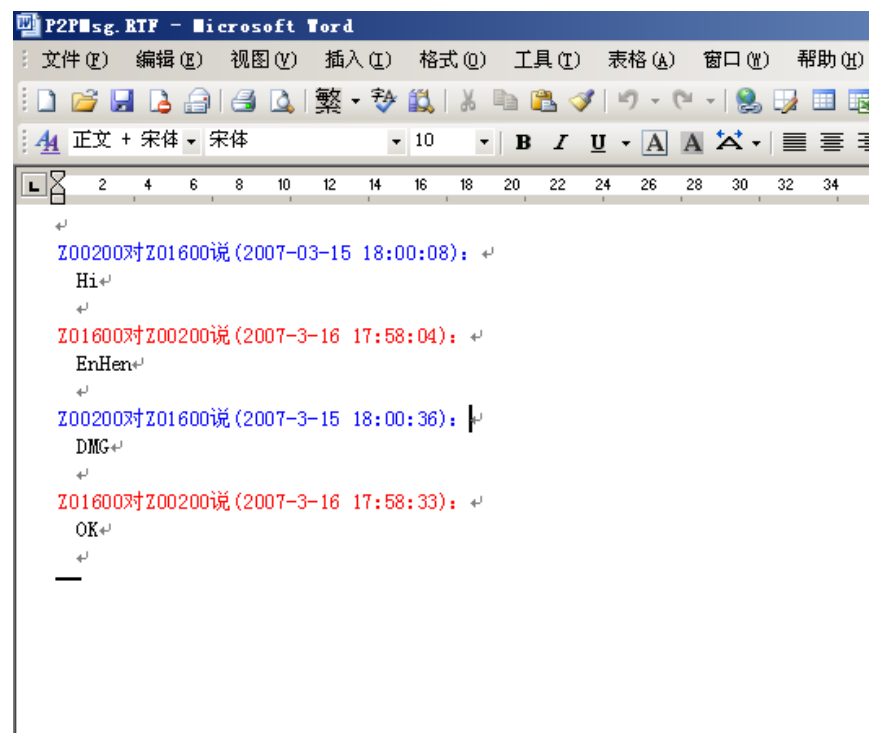 P2PMsg.RTF - Microsoft Word
文件(F) 编辑(E) 视图(V) 插入(I) 格式(O) 工具(T) 表格(A) 窗口(W) 帮助(H)
繁
正文 + 宋体 宋体 10 B I U A A
2 4 6 8 10 12 14 16 18 20 22 24 26 28 30 32 34
Z00200对Z01600说(2007-03-15 18:00:08):
Hi
Z01600对Z00200说(2007-3-16 17:58:04):
EnHen
Z00200对Z01600说(2007-3-15 18:00:36):
DMG
Z01600对Z00200说(2007-3-16 17:58:33):
OK